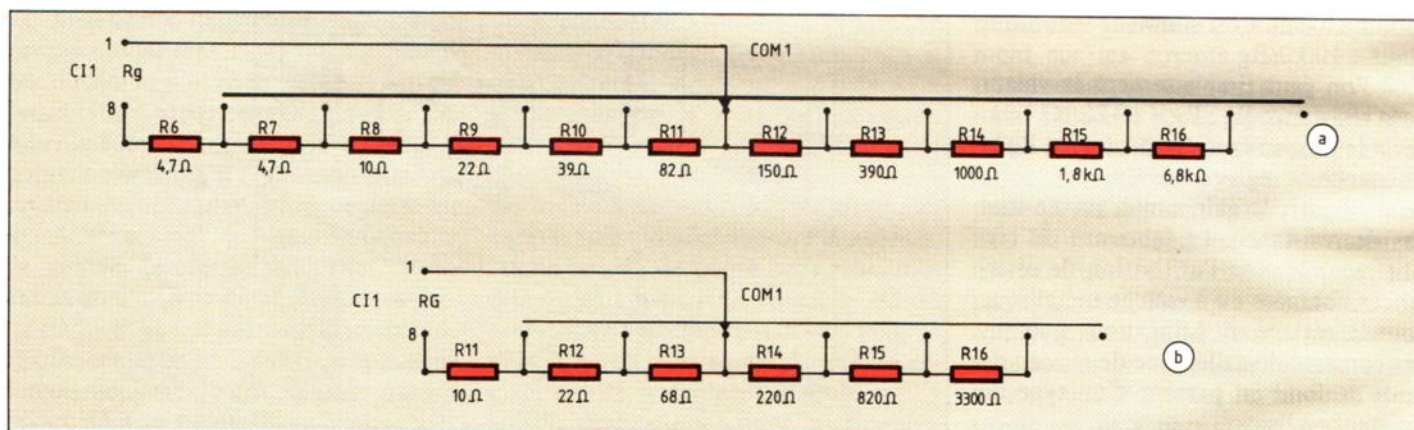 1 COM1
CI1 Rg
8 R6 R7 R8 R9 R10 R11 R12 R13 R14 R15 R16 a
4,7Ω 4,7Ω 10Ω 22Ω 39Ω 82Ω 150Ω 390Ω 1000Ω 1,8kΩ 6,8kΩ
1
CI1 RG COM1
8 R11 R12 R13 R14 R15 R16 b
10Ω 22Ω 68Ω 220Ω 820Ω 3300Ω